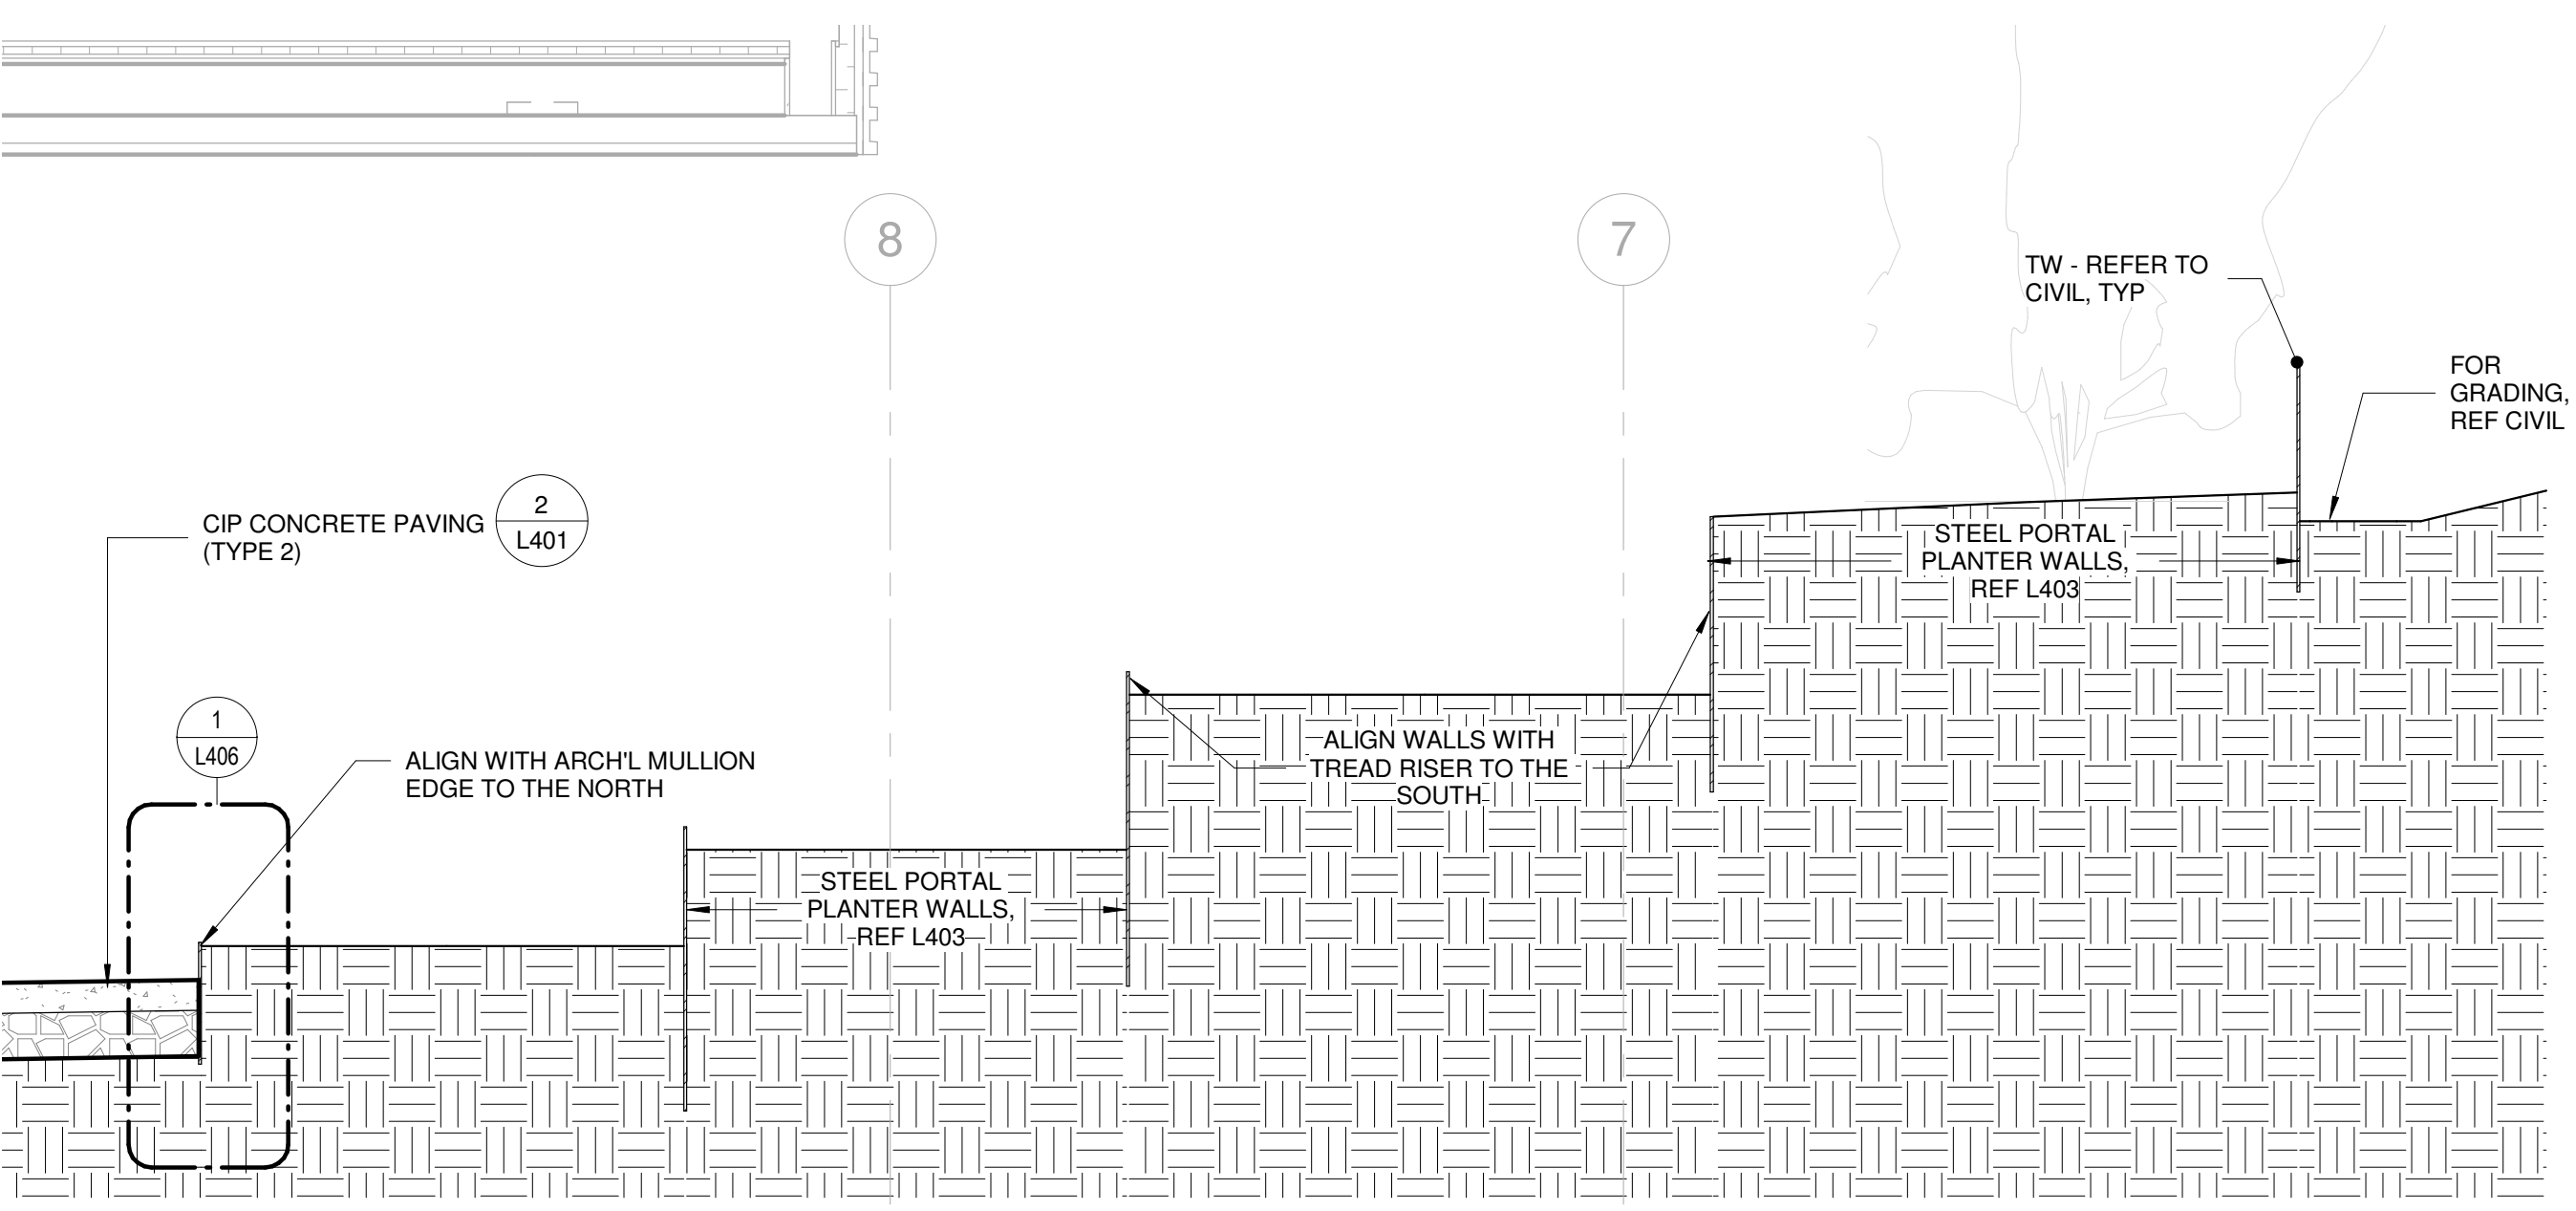 8
7
TW - REFER TO
CIVIL, TYP
FOR
GRADING,
REF CIVIL
CIP CONCRETE PAVING
(TYPE 2)
2
L401
STEEL PORTAL
PLANTER WALLS,
REF L403
1
L406
ALIGN WITH ARCH'L MULLION
EDGE TO THE NORTH
ALIGN WALLS WITH
TREAD RISER TO THE
SOUTH
STEEL PORTAL
PLANTER WALLS,
REF L403